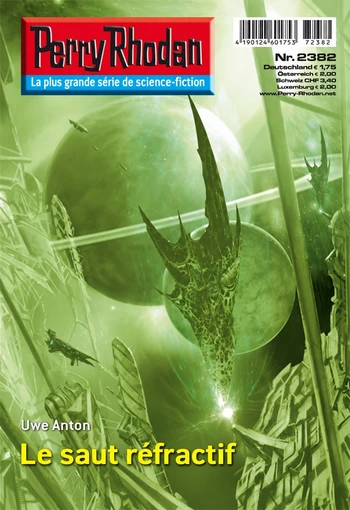 Perry Rhodan
La plus grande série de science-fiction
4 190124 601753
72382
Nr. 2382
Deutschland € 1,75
Österreich € 2,00
Schweiz CHF 3,40
Luxemburg € 2,00
www.Perry-Rhodan.net
Uwe Anton
Le saut réfractif